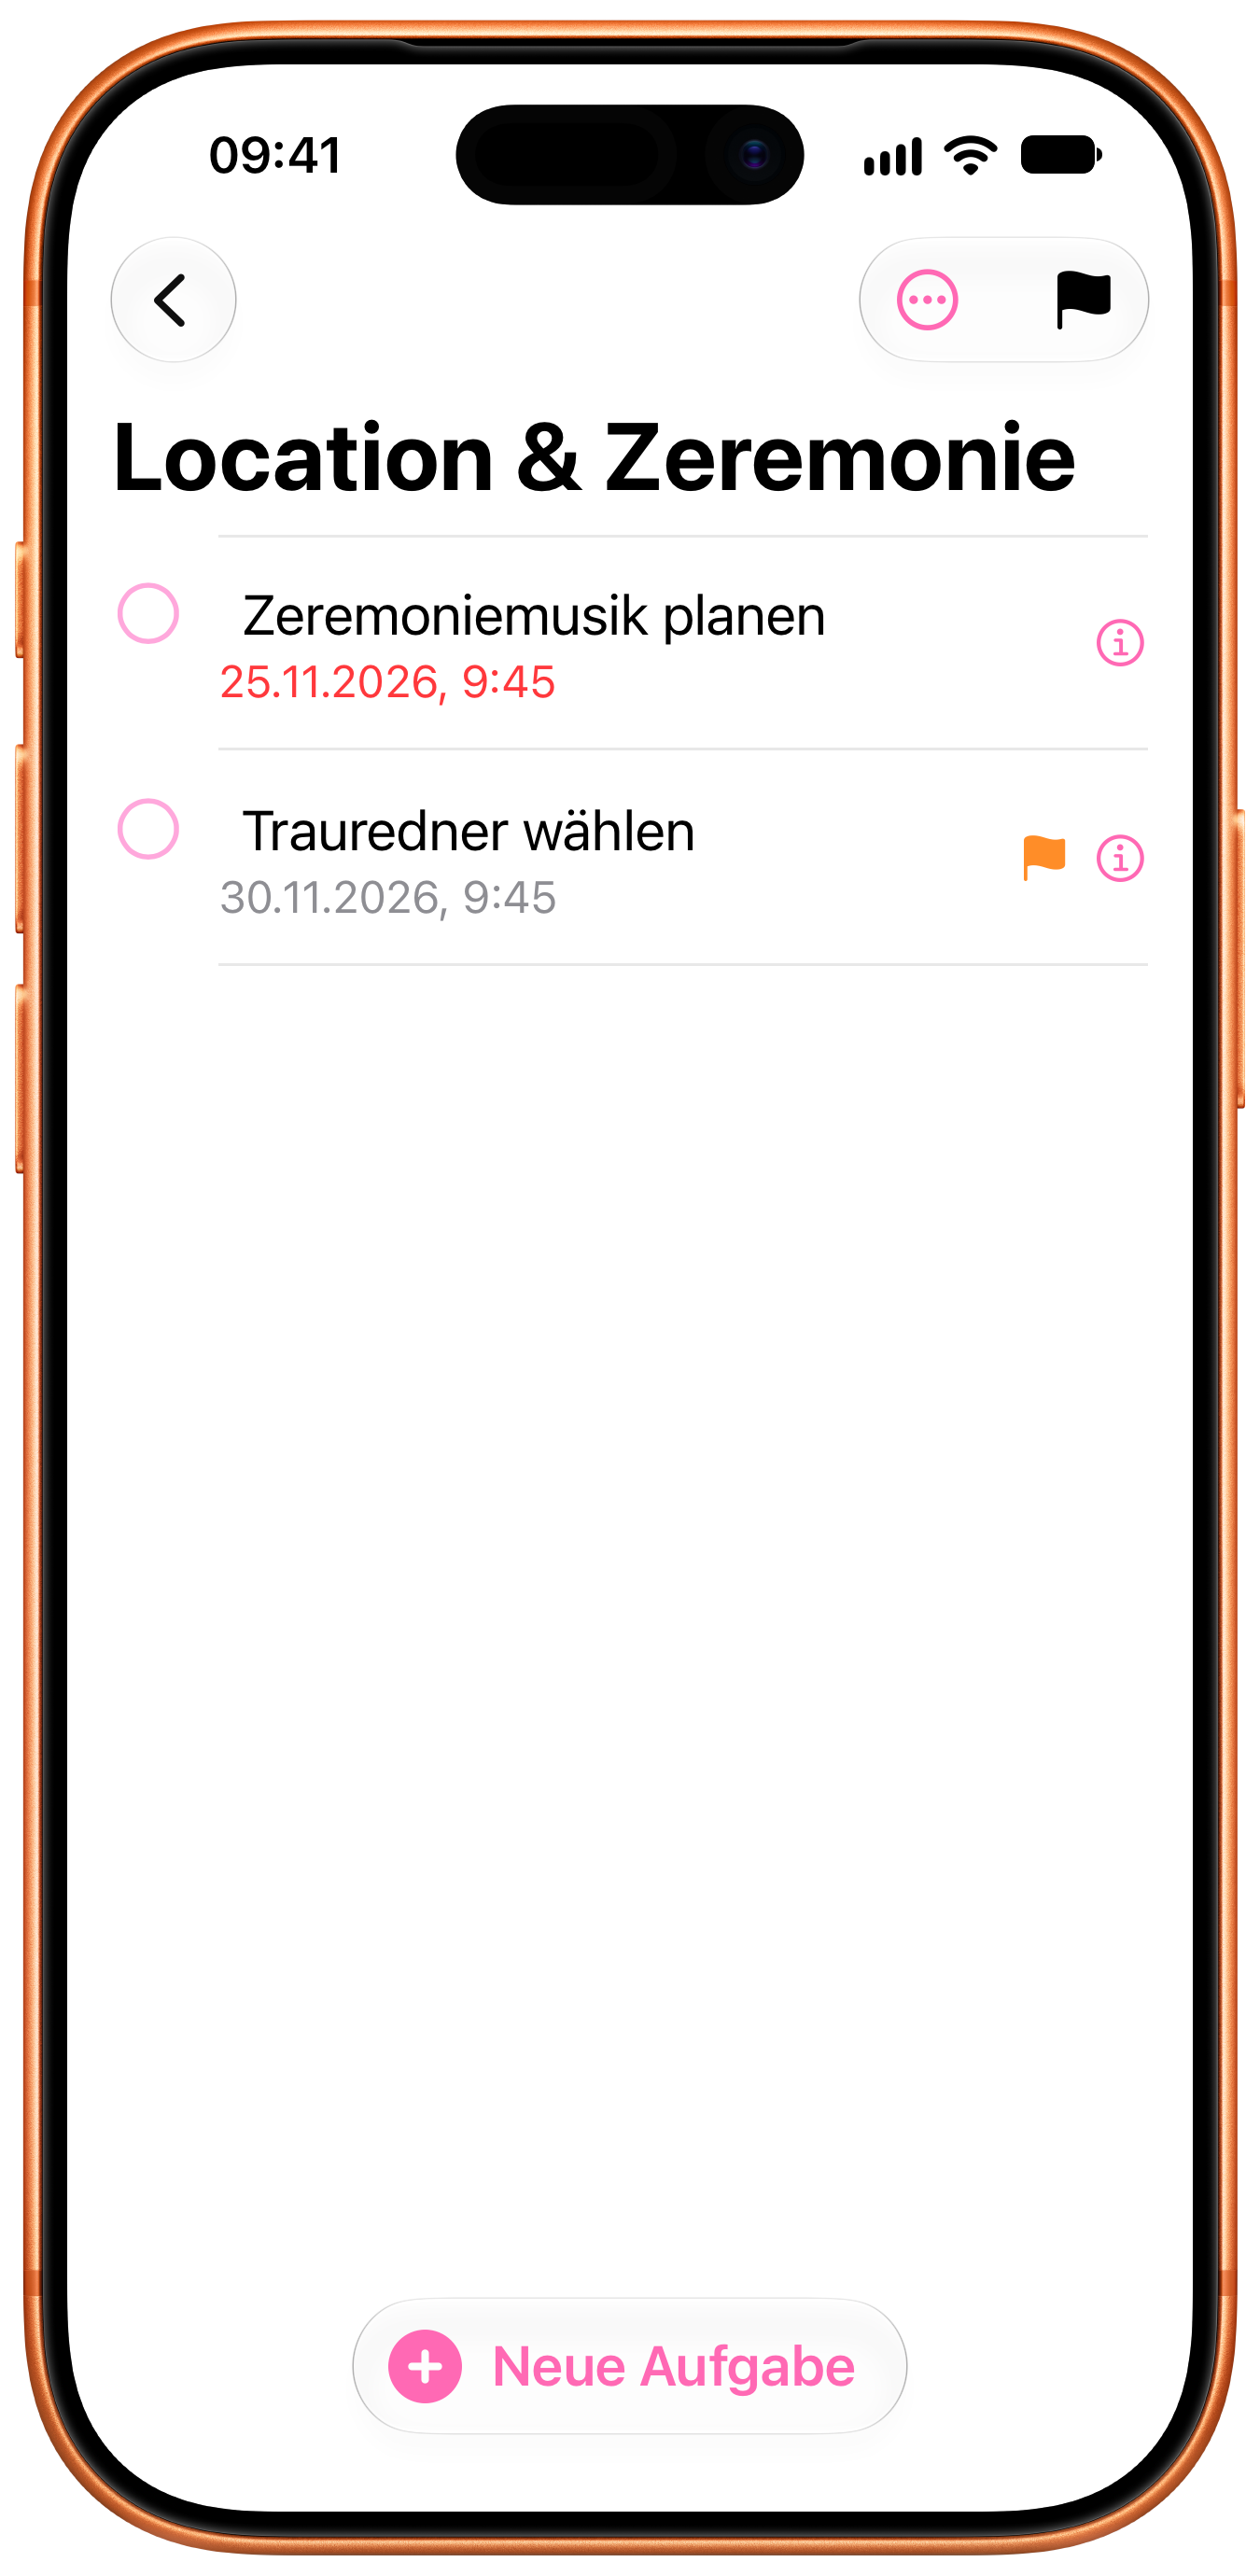 09:41
Location & Zeremonie
Zeremoniemusik planen
25.11.2026, 9:45
Trauredner wählen
30.11.2026, 9:45
Neue Aufgabe